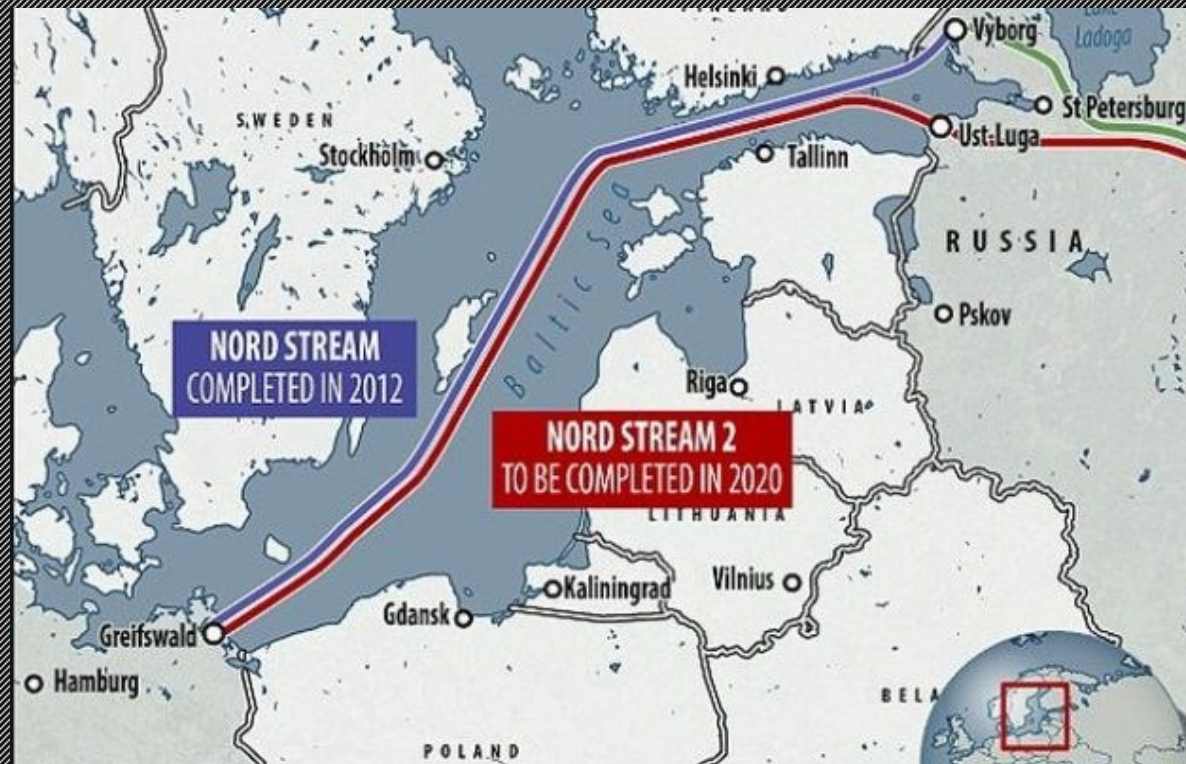 Vyborg
Lake
Ladoga
Helsinki
St Petersburg
SWEDEN
Stockholm
Ust-Luga
Tallinn
Baltic Sea
RUSSIA
Pskov
NORD STREAM
COMPLETED IN 2012
Riga
LATVIA
NORD STREAM 2
TO BE COMPLETED IN 2020
LITHUANIA
Kaliningrad
Vilnius
Gdansk
Greifswald
Hamburg
BELA
POLAND